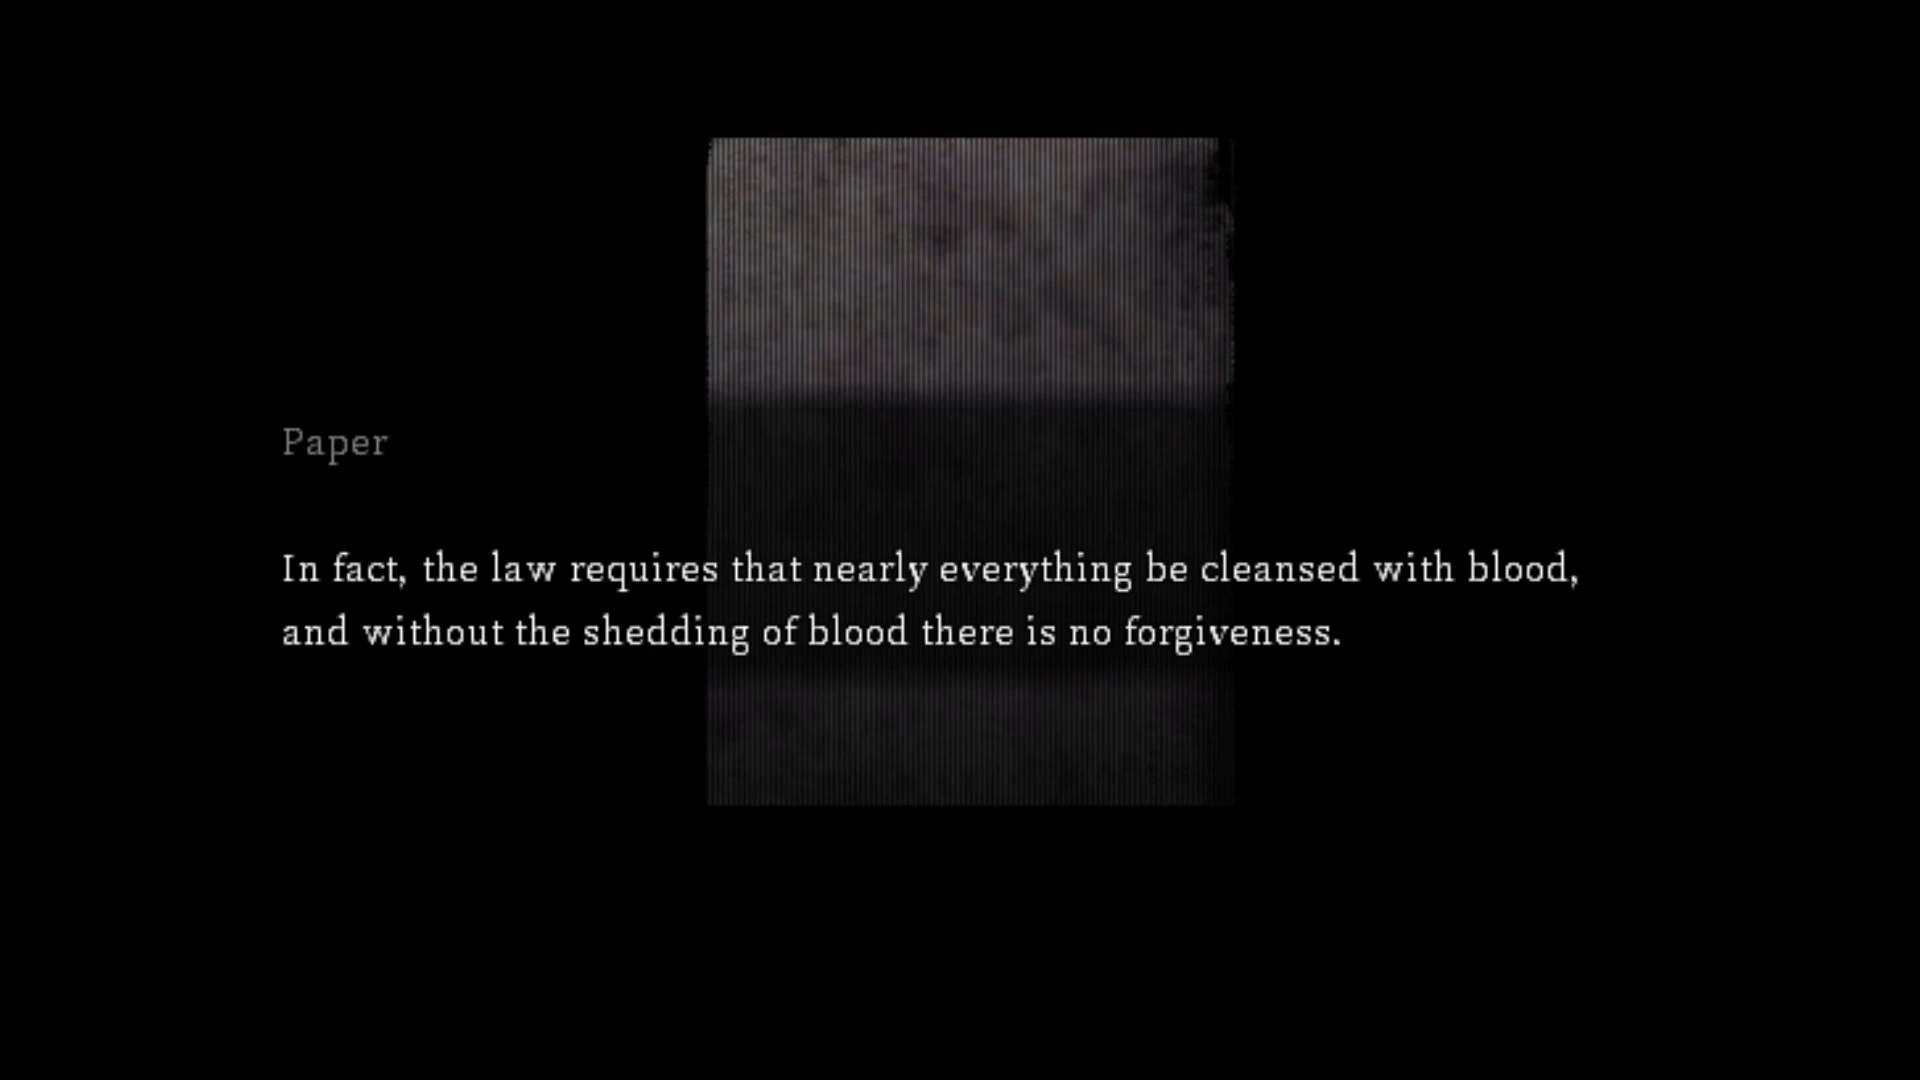 Paper
In fact, the law requires that nearly everything be cleansed with blood,
and without the shedding of blood there is no forgiveness.